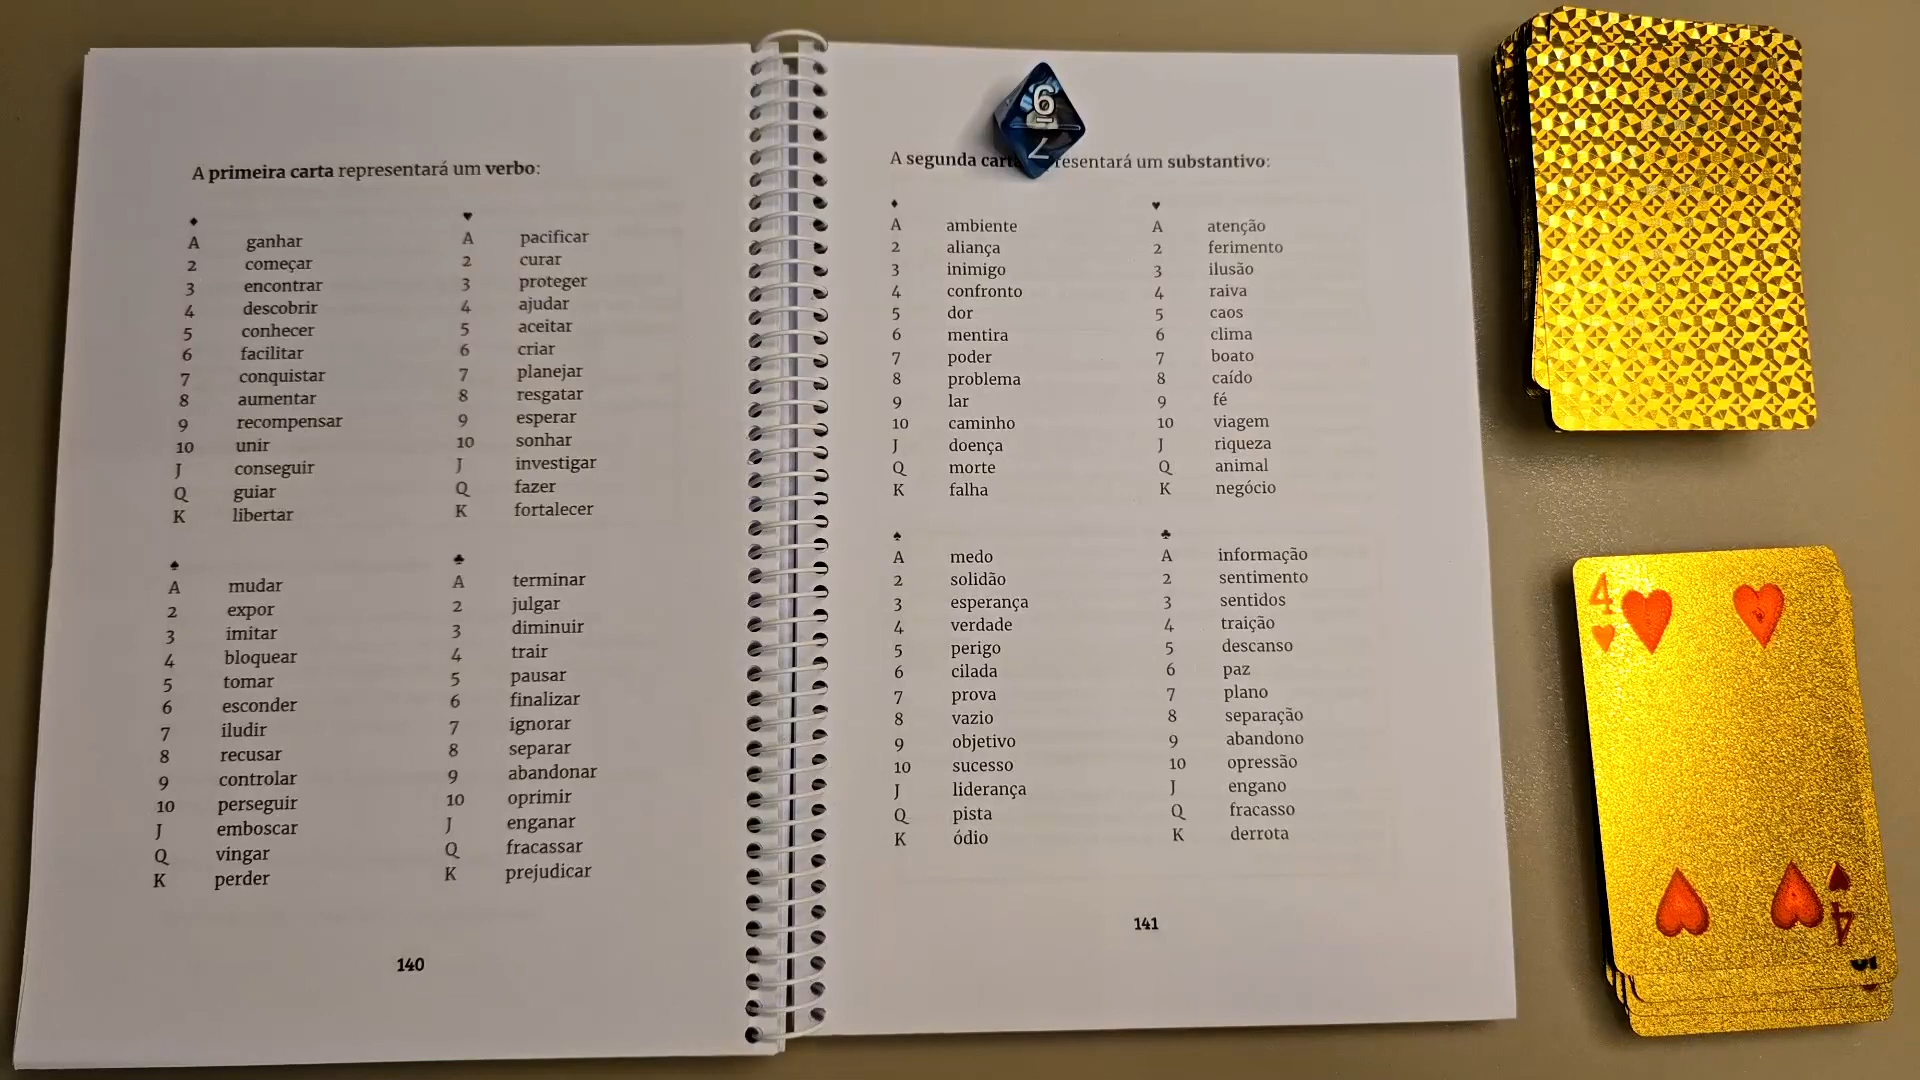 A primeira carta representará um verbo:
♦
A ganhar
2 começar
3 encontrar
4 descobrir
5 conhecer
6 facilitar
7 conquistar
8 aumentar
9 recompensar
10 unir
J conseguir
Q guiar
K libertar
♥
A pacificar
2 curar
3 proteger
4 ajudar
5 aceitar
6 criar
7 planejar
8 resgatar
9 esperar
10 sonhar
J investigar
Q fazer
K fortalecer
♠
A mudar
2 expor
3 imitar
4 bloquear
5 tomar
6 esconder
7 iludir
8 recusar
9 controlar
10 perseguir
J emboscar
Q vingar
K perder
♣
A terminar
2 julgar
3 diminuir
4 trair
5 pausar
6 finalizar
7 ignorar
8 separar
9 abandonar
10 oprimir
J enganar
Q fracassar
K prejudicar
140
A segunda cart resentará um substantivo:
♦
A ambiente
2 aliança
3 inimigo
4 confronto
5 dor
6 mentira
7 poder
8 problema
9 lar
10 caminho
J doença
Q morte
K falha
♥
A atenção
2 ferimento
3 ilusão
4 raiva
5 caos
6 clima
7 boato
8 caído
9 fé
10 viagem
J riqueza
Q animal
K negócio
♠
A medo
2 solidão
3 esperança
4 verdade
5 perigo
6 cilada
7 prova
8 vazio
9 objetivo
10 sucesso
J liderança
Q pista
K ódio
♣
A informação
2 sentimento
3 sentidos
4 traição
5 descanso
6 paz
7 plano
8 separação
9 abandono
10 opressão
J engano
Q fracasso
K derrota
141
6
7
4
4